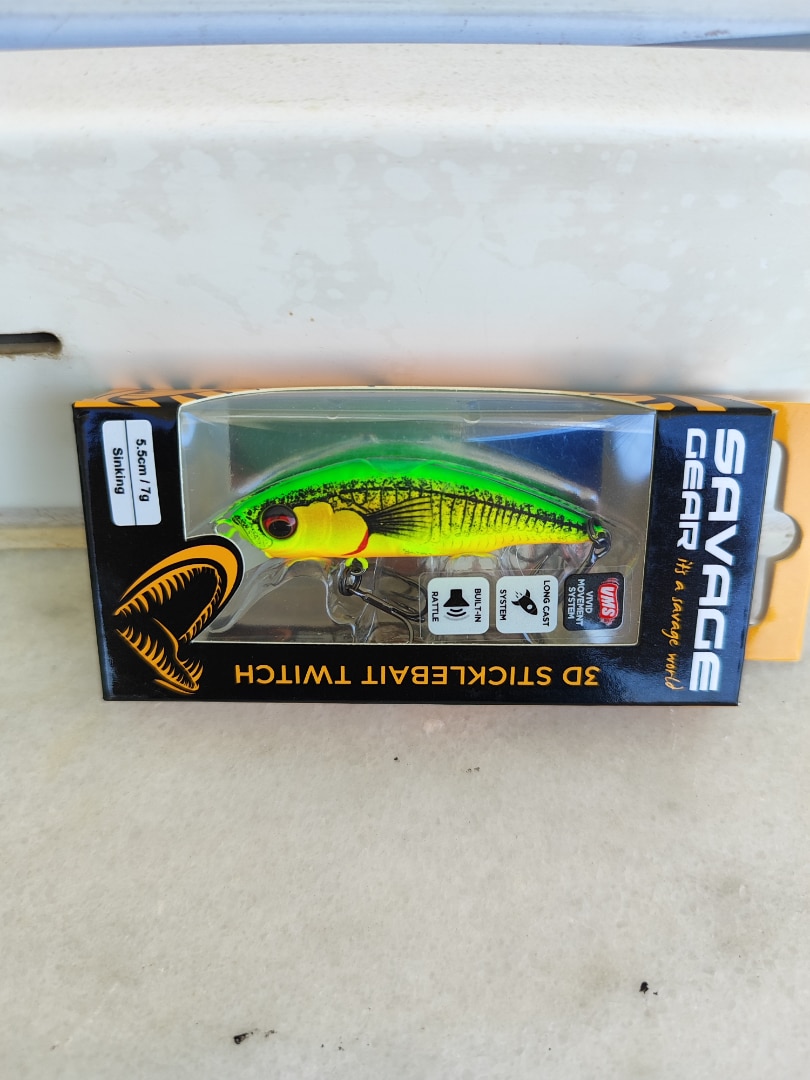 SAVAGE
GEAR
it's a savage world
5.5cm / 7g
Sinking
VMS
VIVID
MOVEMENT
SYSTEM
LONG CAST
SYSTEM
BUILT-IN
RATTLE
3D STICKLEBAIT TWITCH